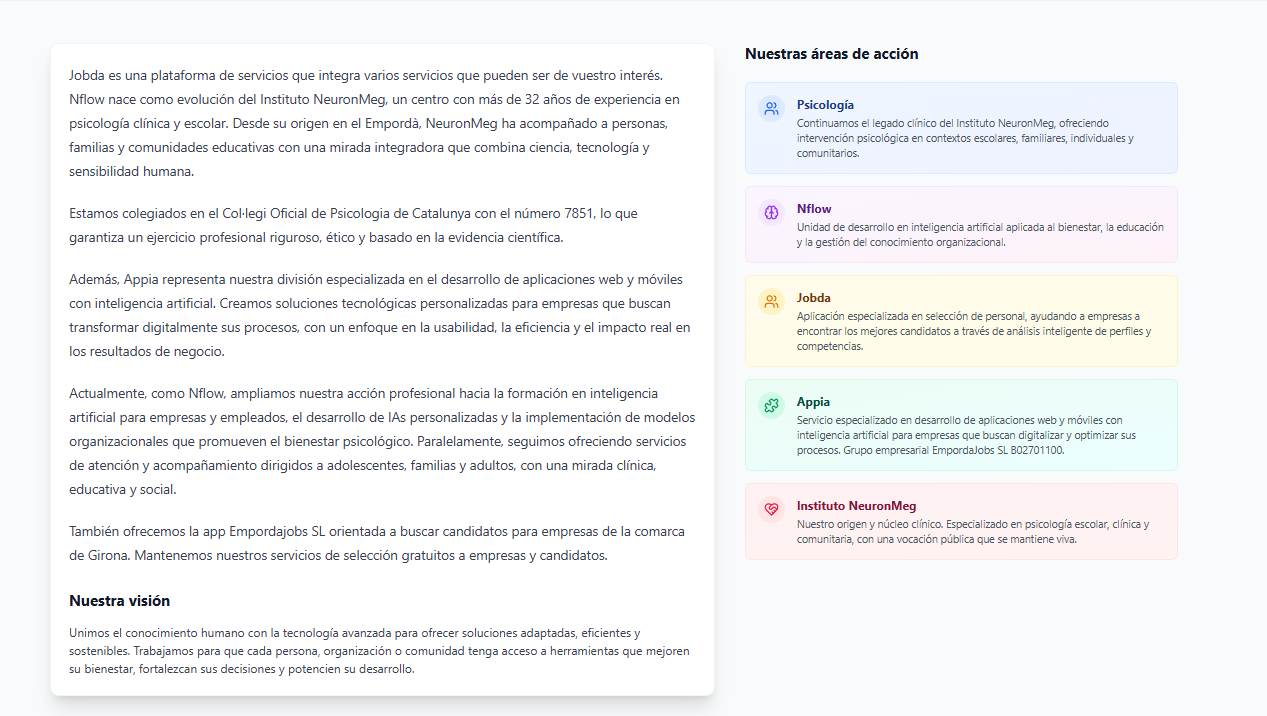 Jobda es una plataforma de servicios que integra varios servicios que pueden ser de vuestro interés.
Nflow nace como evolución del Instituto NeuronMeg, un centro con más de 32 años de experiencia en
psicología clínica y escolar. Desde su origen en el Empordà, NeuronMeg ha acompañado a personas,
familias y comunidades educativas con una mirada integradora que combina ciencia, tecnología y
sensibilidad humana.
Estamos colegiados en el Col·legi Oficial de Psicologia de Catalunya con el número 7851, lo que
garantiza un ejercicio profesional riguroso, ético y basado en la evidencia científica.
Además, Appia representa nuestra división especializada en el desarrollo de aplicaciones web y móviles
con inteligencia artificial. Creamos soluciones tecnológicas personalizadas para empresas que buscan
transformar digitalmente sus procesos, con un enfoque en la usabilidad, la eficiencia y el impacto real en
los resultados de negocio.
Actualmente, como Nflow, ampliamos nuestra acción profesional hacia la formación en inteligencia
artificial para empresas y empleados, el desarrollo de IAs personalizadas y la implementación de modelos
organizacionales que promueven el bienestar psicológico. Paralelamente, seguimos ofreciendo servicios
de atención y acompañamiento dirigidos a adolescentes, familias y adultos, con una mirada clínica,
educativa y social.
También ofrecemos la app Empordajobs SL orientada a buscar candidatos para empresas de la comarca
de Girona. Mantenemos nuestros servicios de selección gratuitos a empresas y candidatos.
Nuestra visión
Unimos el conocimiento humano con la tecnología avanzada para ofrecer soluciones adaptadas, eficientes y
sostenibles. Trabajamos para que cada persona, organización o comunidad tenga acceso a herramientas que mejoren
su bienestar, fortalezcan sus decisiones y potencien su desarrollo.
Nuestras áreas de acción
Psicología
Continuamos el legado clínico del Instituto NeuronMeg, ofreciendo
intervención psicológica en contextos escolares, familiares, individuales y
comunitarios.
Nflow
Unidad de desarrollo en inteligencia artificial aplicada al bienestar, la educación
y la gestión del conocimiento organizacional.
Jobda
Aplicación especializada en selección de personal, ayudando a empresas a
encontrar los mejores candidatos a través de análisis inteligente de perfiles y
competencias.
Appia
Servicio especializado en desarrollo de aplicaciones web y móviles con
inteligencia artificial para empresas que buscan digitalizar y optimizar sus
procesos. Grupo empresarial EmpordaJobs SL B02701100.
Instituto NeuronMeg
Nuestro origen y núcleo clínico. Especializado en psicología escolar, clínica y
comunitaria, con una vocación pública que se mantiene viva.